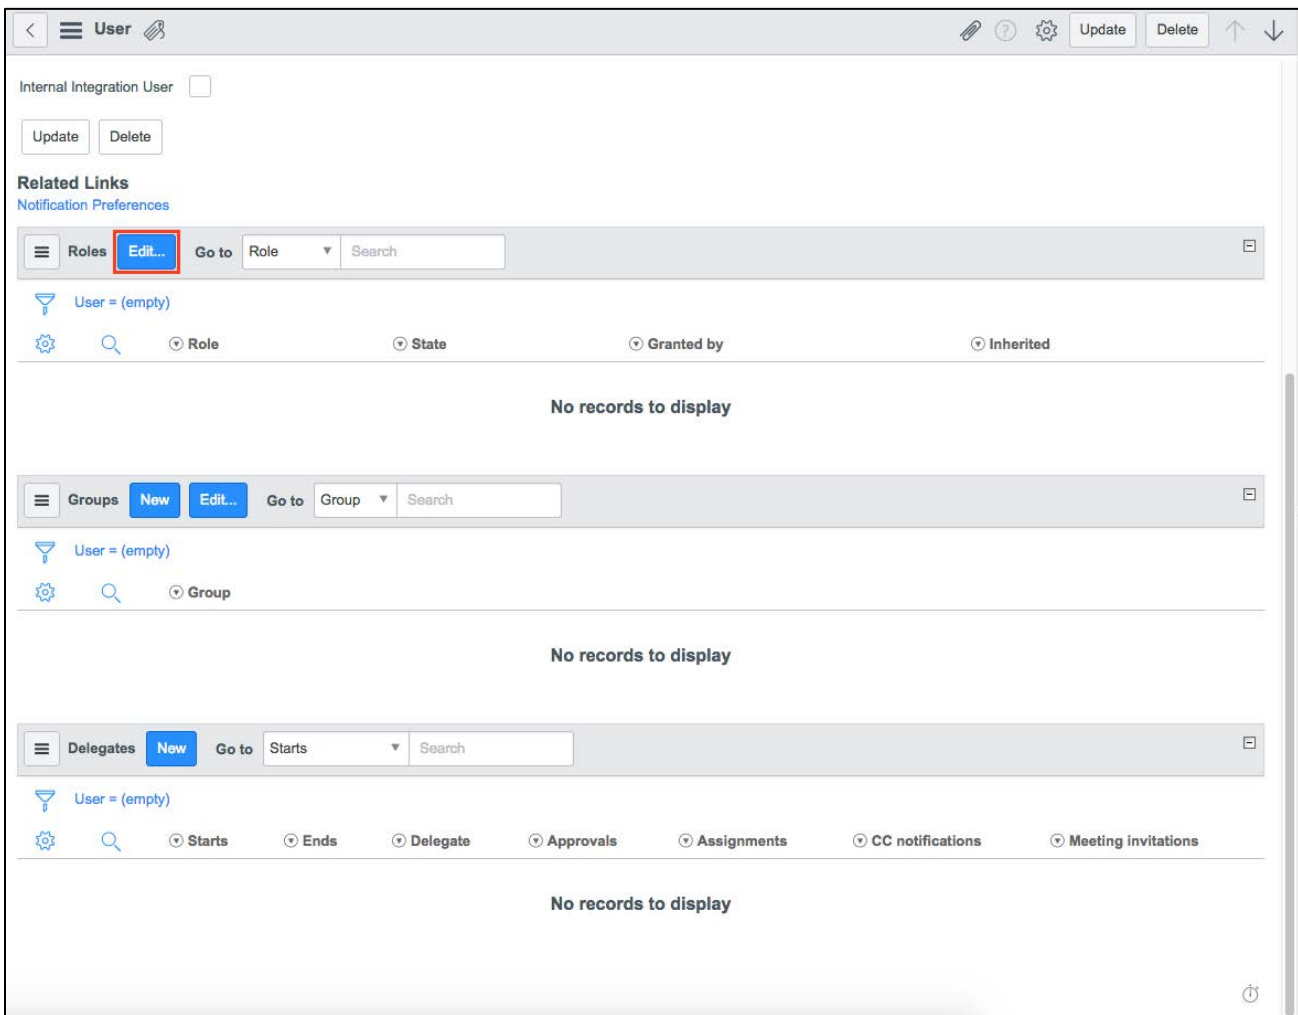 User Update Delete
Internal Integration User
Update Delete
Related Links
Notification Preferences
Roles Edit... Go to Role Search
User = (empty)
Role State Granted by Inherited
No records to display
Groups New Edit... Go to Group Search
User = (empty)
Group
No records to display
Delegates New Go to Starts Search
User = (empty)
Starts Ends Delegate Approvals Assignments CC notifications Meeting invitations
No records to display